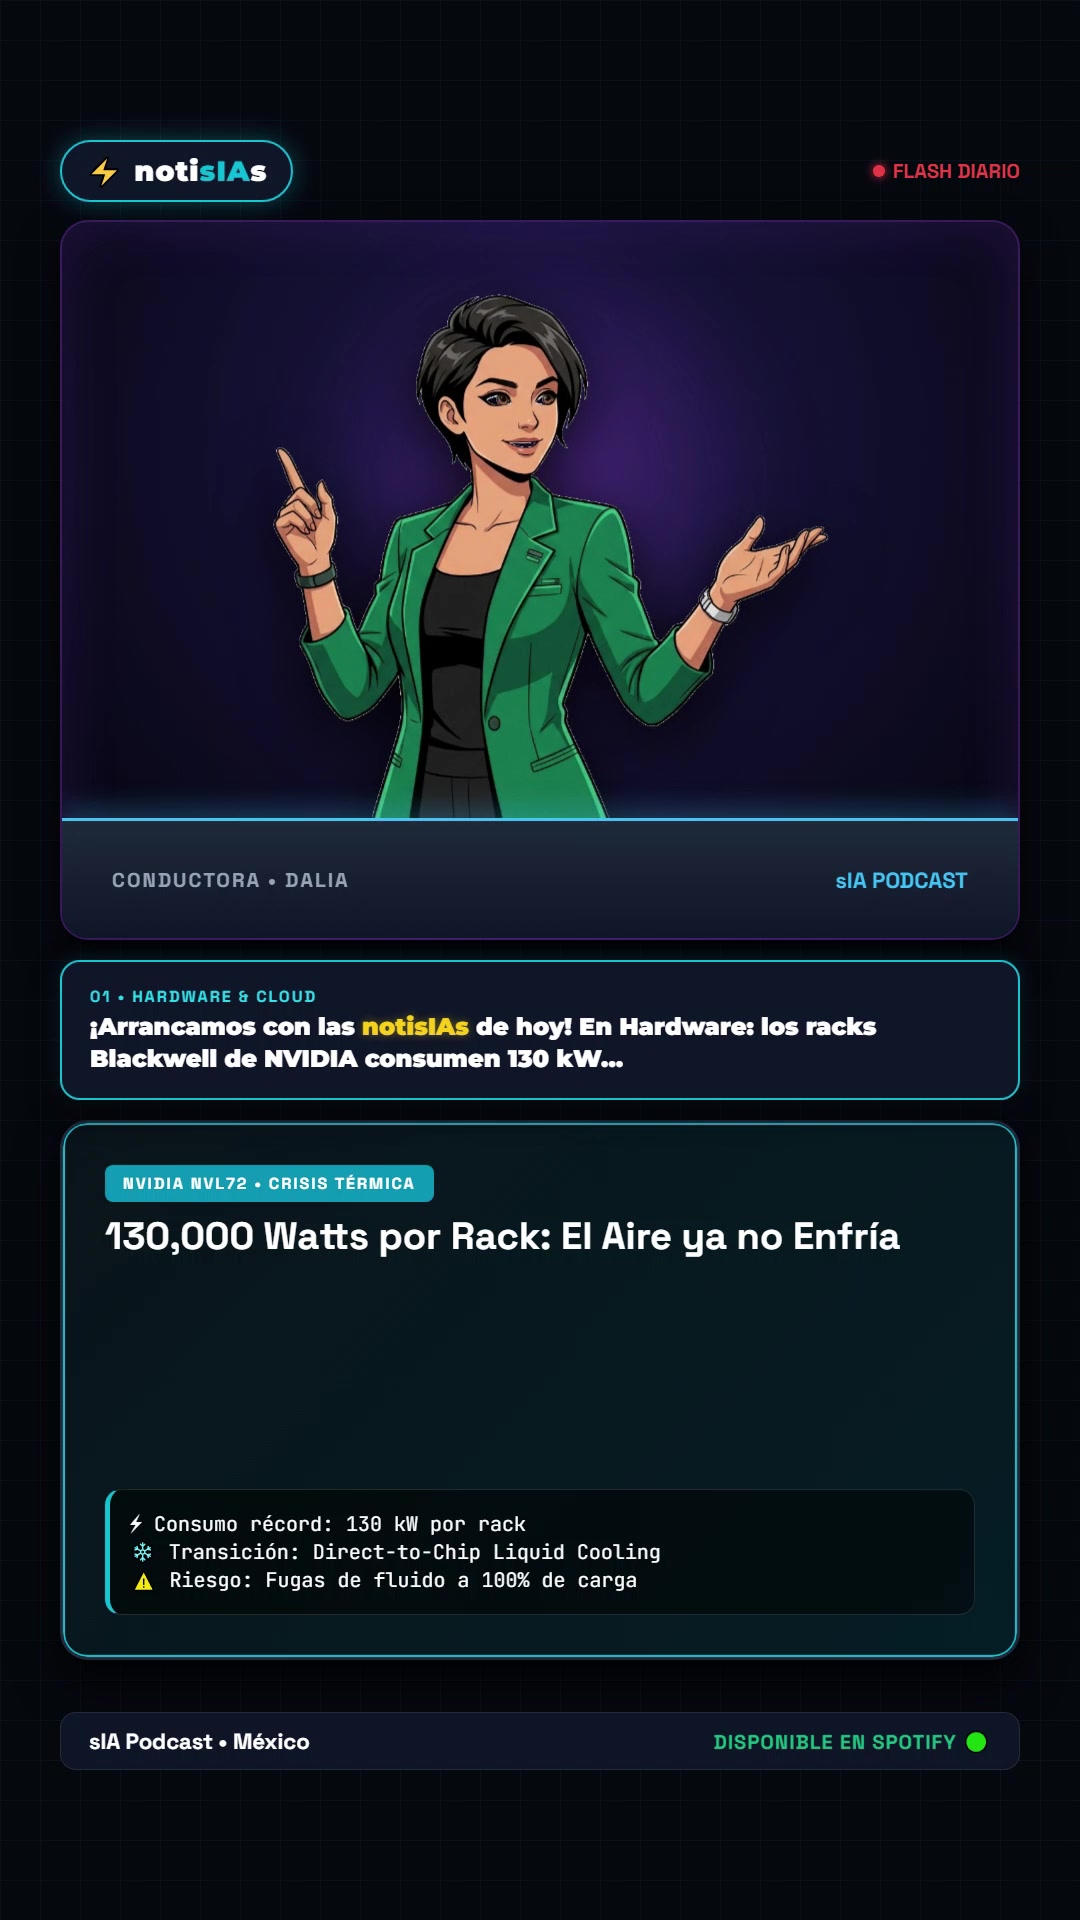 ⚡ notisIAs
FLASH DIARIO
CONDUCTORA • DALIA
sIA PODCAST
01 • HARDWARE & CLOUD
¡Arrancamos con las notisIAs de hoy! En Hardware: los racks
Blackwell de NVIDIA consumen 130 kW...
NVIDIA NVL72 • CRISIS TÉRMICA
130,000 Watts por Rack: El Aire ya no Enfría
⚡ Consumo récord: 130 kW por rack
❄ Transición: Direct-to-Chip Liquid Cooling
⚠ Riesgo: Fugas de fluido a 100% de carga
sIA Podcast • México
DISPONIBLE EN SPOTIFY